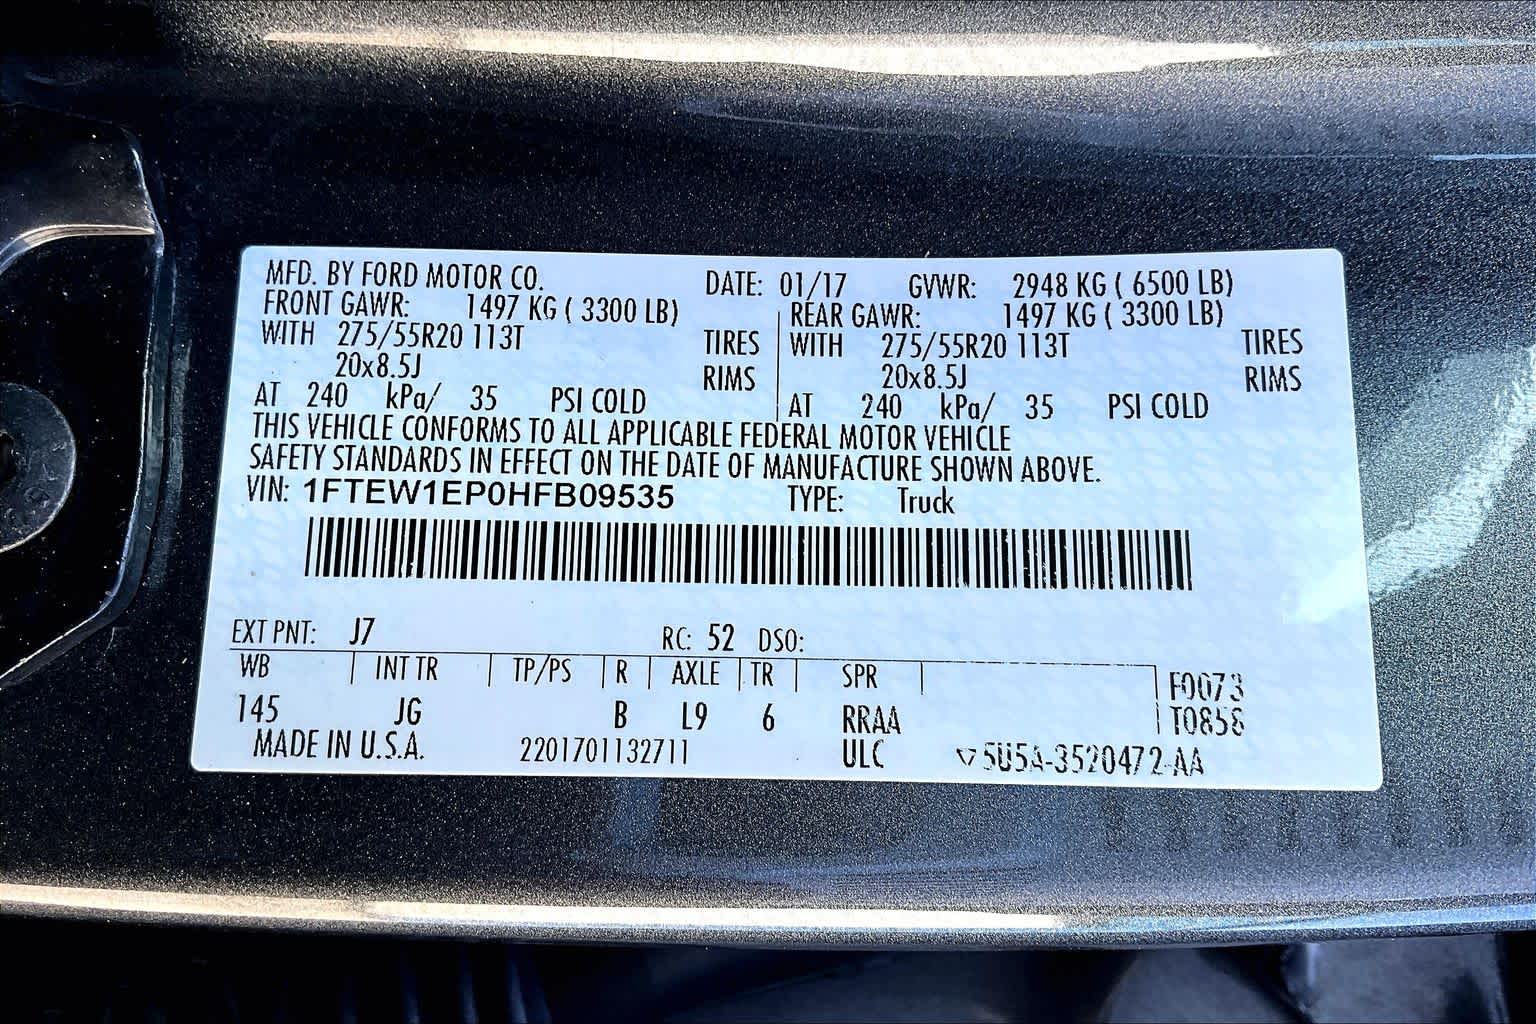 MFD. BY FORD MOTOR CO. DATE: 01/17 GVWR: 2948 KG ( 6500 LB)
FRONT GAWR: 1497 KG ( 3300 LB) REAR GAWR: 1497 KG ( 3300 LB)
WITH 275/55R20 113T TIRES WITH 275/55R20 113T TIRES
20x8.5J RIMS 20x8.5J RIMS
AT 240 kPa/ 35 PSI COLD AT 240 kPa/ 35 PSI COLD
THIS VEHICLE CONFORMS TO ALL APPLICABLE FEDERAL MOTOR VEHICLE
SAFETY STANDARDS IN EFFECT ON THE DATE OF MANUFACTURE SHOWN ABOVE.
VIN: 1FTEW1EP0HFB09535 TYPE: Truck
EXT PNT: J7 RC: 52 DSO:
WB INT TR TP/PS R AXLE TR SPR F0073
145 JG B L9 6 RRAA T0856
MADE IN U.S.A. 2201701132711 ULC ▽5U5A-3520472-AA